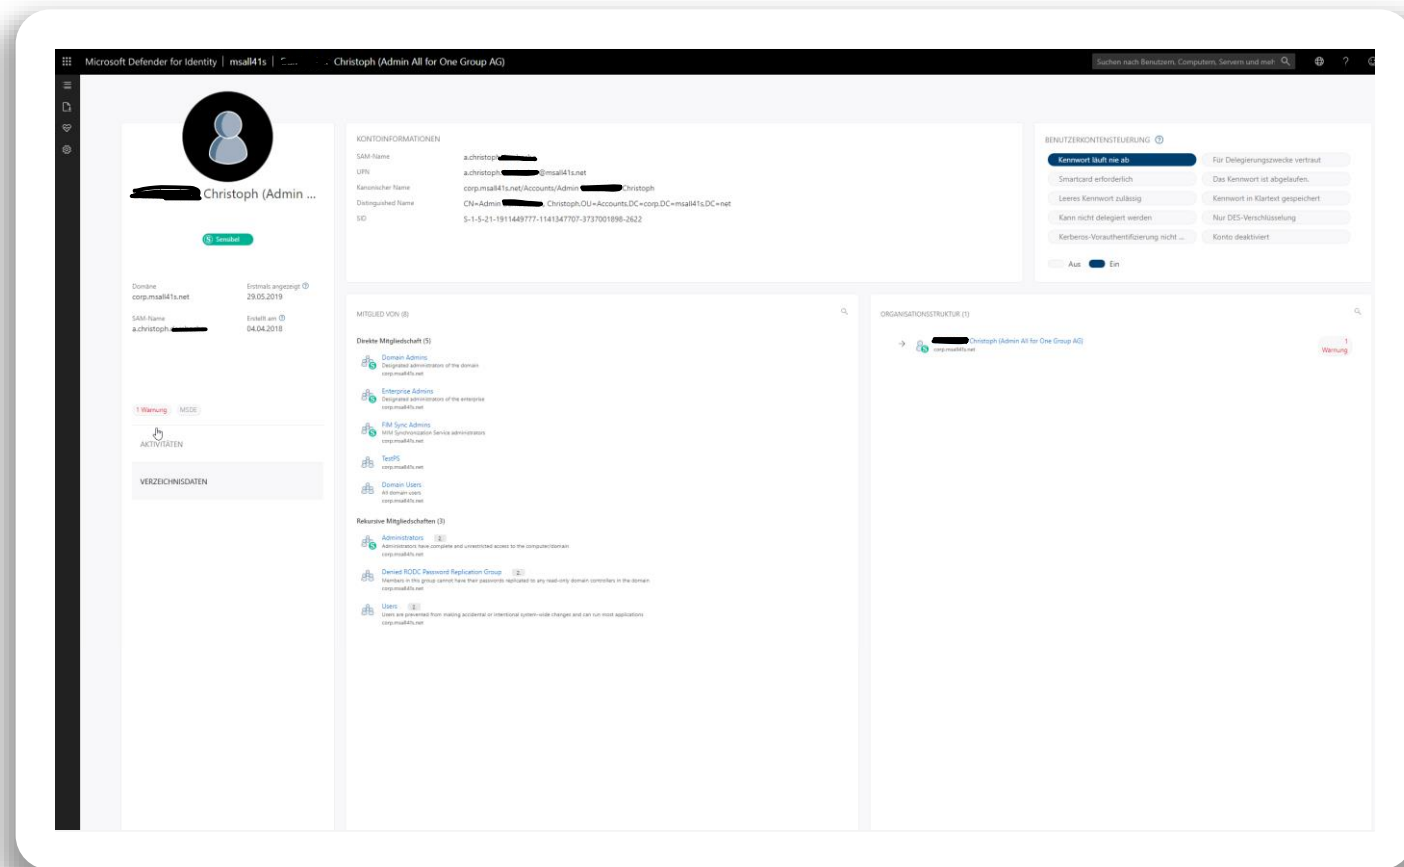 Microsoft Defender for Identity | msall41s | Christoph (Admin All for One Group AG)
Suchen nach Benutzern, Computern, Servern und meh
?
Christoph (Admin ...
S Sensibel
Domäne
corp.msall41s.net
Erstmals angezeigt ?
29.05.2019
SAM-Name
a.christoph.
Erstellt am ?
04.04.2018
1 Warnung MSDE
AKTIVITÄTEN
VERZEICHNISDATEN
KONTOINFORMATIONEN
SAM-Name a.christoph
UPN a.christoph. @msall41s.net
Kanonischer Name corp.msall41s.net/Accounts/Admin Christoph
Distinguished Name CN=Admin , Christoph,OU=Accounts,DC=corp,DC=msall41s,DC=net
SID S-1-5-21-1911449777-1141347707-3737001898-2622
BENUTZERKONTENSTEUERUNG ?
Kennwort läuft nie ab Für Delegierungszwecke vertraut
Smartcard erforderlich Das Kennwort ist abgelaufen.
Leeres Kennwort zulässig Kennwort in Klartext gespeichert
Kann nicht delegiert werden Nur DES-Verschlüsselung
Kerberos-Vorauthentifizierung nicht ... Konto deaktiviert
Aus Ein
MITGLIED VON (8)
Direkte Mitgliedschaft (5)
Domain Admins
Designated administrators of the domain
corp.msall41s.net
Enterprise Admins
Designated administrators of the enterprise
corp.msall41s.net
FIM Sync Admins
MIM Synchronization Service administrators
corp.msall41s.net
TestPS
corp.msall41s.net
Domain Users
All domain users
corp.msall41s.net
Rekursive Mitgliedschaften (3)
Administrators 2
Administrators have complete and unrestricted access to the computer/domain
corp.msall41s.net
Denied RODC Password Replication Group 2
Members in this group cannot have their passwords replicated to any read-only domain controllers in the domain
corp.msall41s.net
Users 2
Users are prevented from making accidental or intentional system-wide changes and can run most applications
corp.msall41s.net
ORGANISATIONSSTRUKTUR (1)
Christoph (Admin All for One Group AG)
corp.msall41s.net
1
Warnung